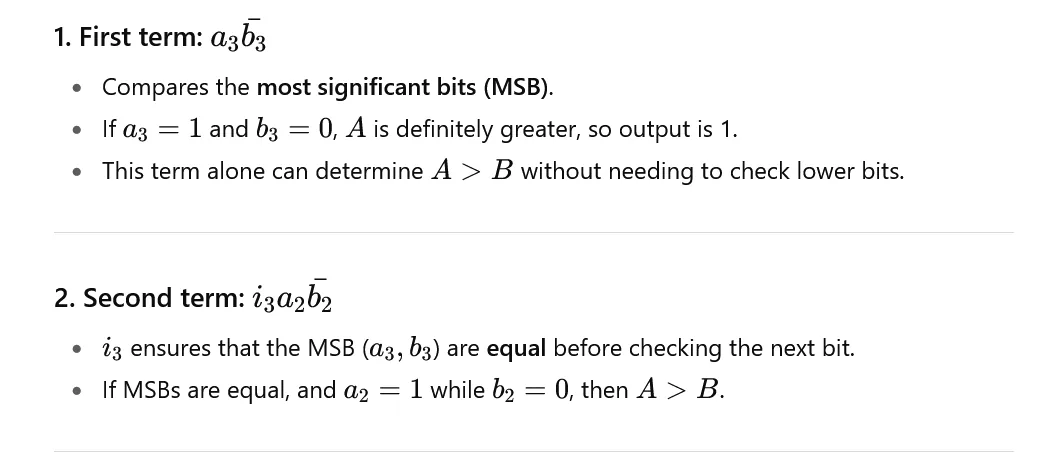 1. First term: a₃b̄₃
• Compares the most significant bits (MSB).
• If a₃ = 1 and b₃ = 0, A is definitely greater, so output is 1.
• This term alone can determine A > B without needing to check lower bits.
2. Second term: i₃a₂b̄₂
• i₃ ensures that the MSB (a₃, b₃) are equal before checking the next bit.
• If MSBs are equal, and a₂ = 1 while b₂ = 0, then A > B.